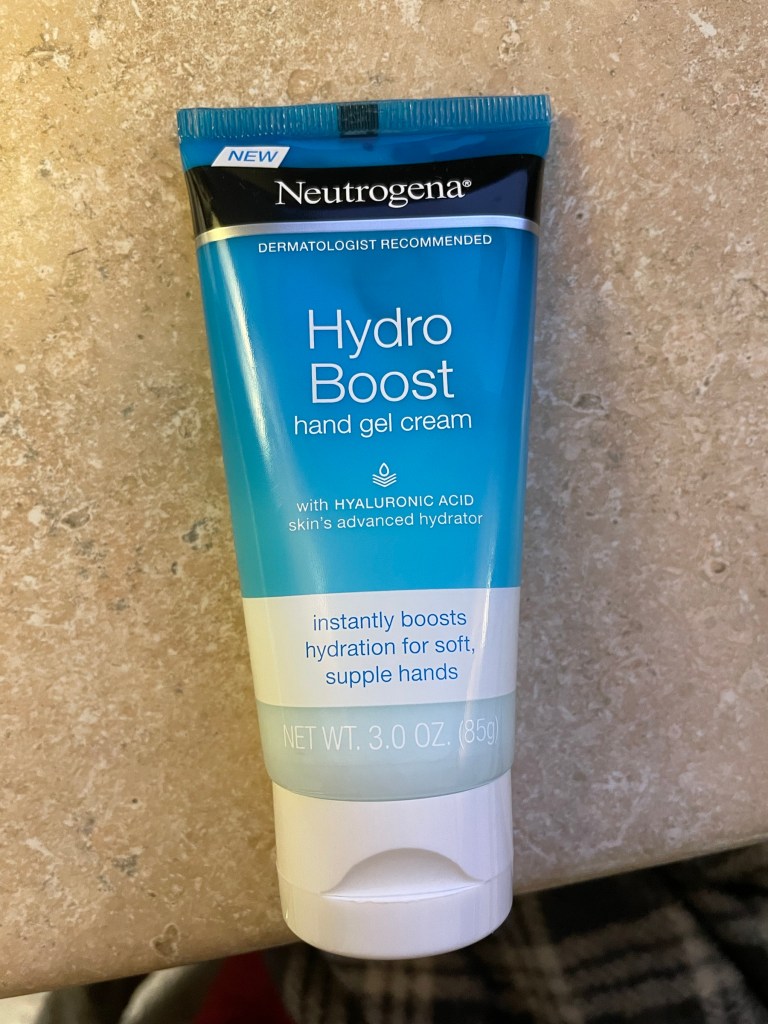 NEW
Neutrogena®
DERMATOLOGIST RECOMMENDED
Hydro
Boost
hand gel cream
with HYALURONIC ACID
skin's advanced hydrator
instantly boosts
hydration for soft,
supple hands
NET WT. 3.0 OZ. (85g)